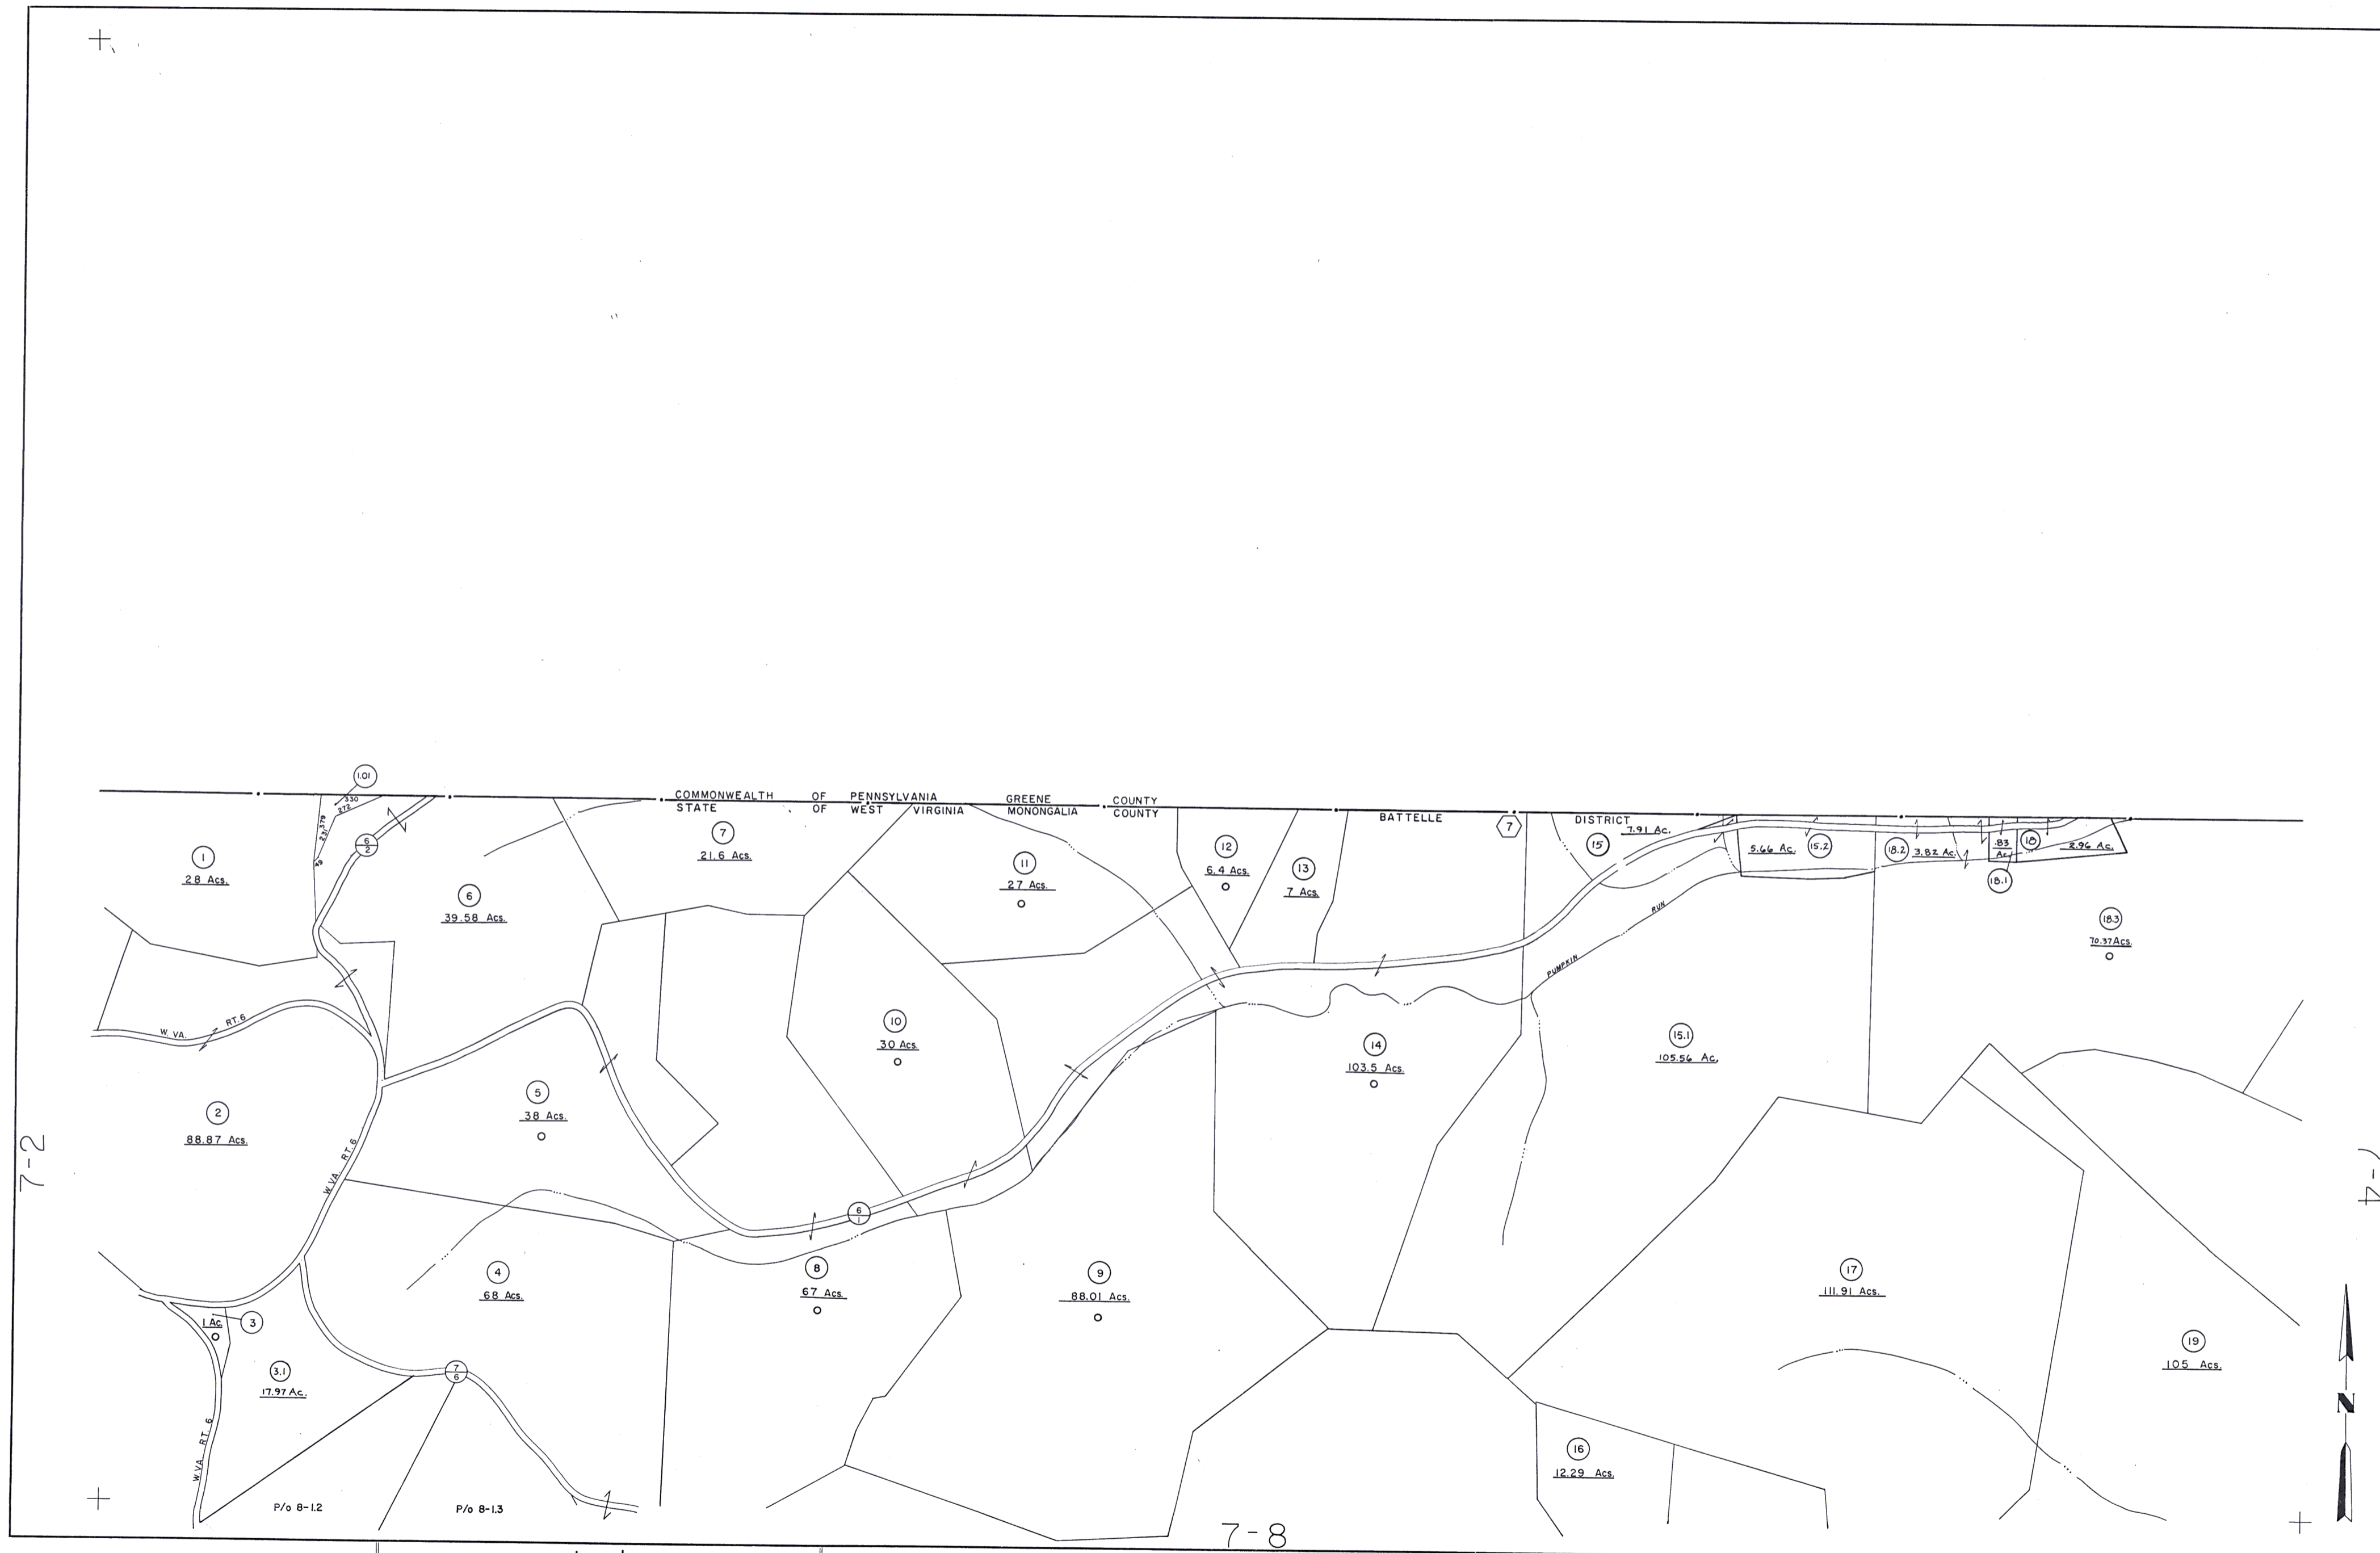 1.01
330
272
379
231
49
COMMONWEALTH OF PENNSYLVANIA GREENE COUNTY
STATE OF WEST VIRGINIA MONONGALIA COUNTY
BATTELLE 7 DISTRICT
1
28 Acs.
6
2
6
39.58 Acs.
7
21.6 Acs.
11
27 Acs.
12
6.4 Acs.
13
7 Acs.
15
7.91 Ac.
5.66 Ac.
15.2
18.2
3.82 Ac.
.83
Ac.
18
2.96 Ac.
18.1
18.3
70.37 Acs.
PUMPKIN RUN
W. VA. RT. 6
10
30 Acs.
14
103.5 Acs.
15.1
105.56 Ac.
2
88.87 Acs.
5
38 Acs.
W. VA. RT. 6
7-2
7-4
6
1
4
68 Acs.
8
67 Acs.
9
88.01 Acs.
17
111.91 Acs.
19
105 Acs.
1 Ac.
3
3.1
17.97 Ac.
7
6
W. VA. RT. 6
16
12.29 Acs.
N
P/o 8-1.2
P/o 8-1.3
7-8